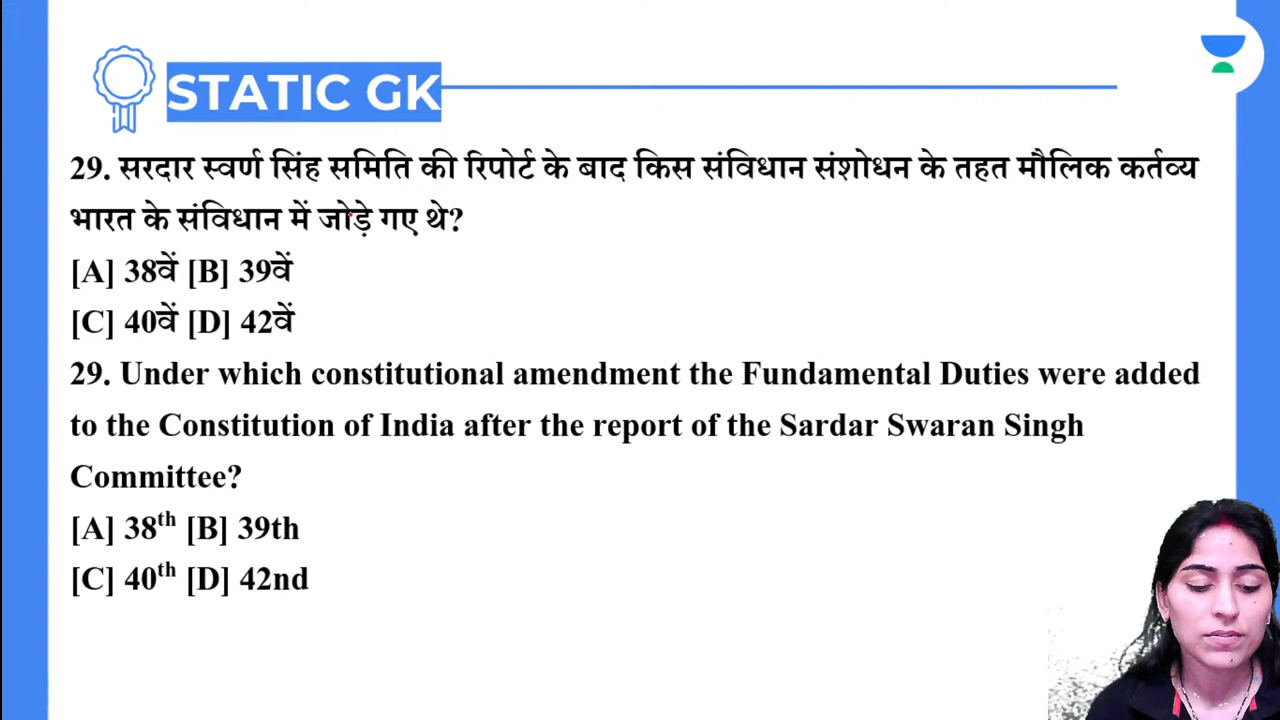 STATIC GK
29. सरदार स्वर्ण सिंह समिति की रिपोर्ट के बाद किस संविधान संशोधन के तहत मौलिक कर्तव्य
भारत के संविधान में जोड़े गए थे?
[A] 38वें [B] 39वें
[C] 40वें [D] 42वें
29. Under which constitutional amendment the Fundamental Duties were added
to the Constitution of India after the report of the Sardar Swaran Singh
Committee?
[A] 38th [B] 39th
[C] 40th [D] 42nd